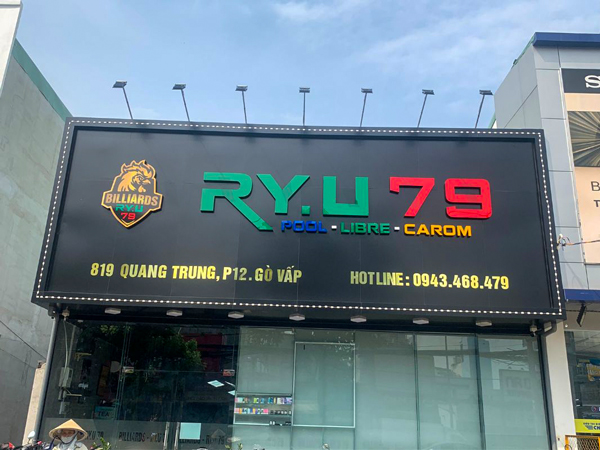 BILLIARDS
RY.U
79
RY.U 79
POOL - LIBRE - CAROM
819 QUANG TRUNG, P12. GÒ VẤP
HOTLINE: 0943.468.479